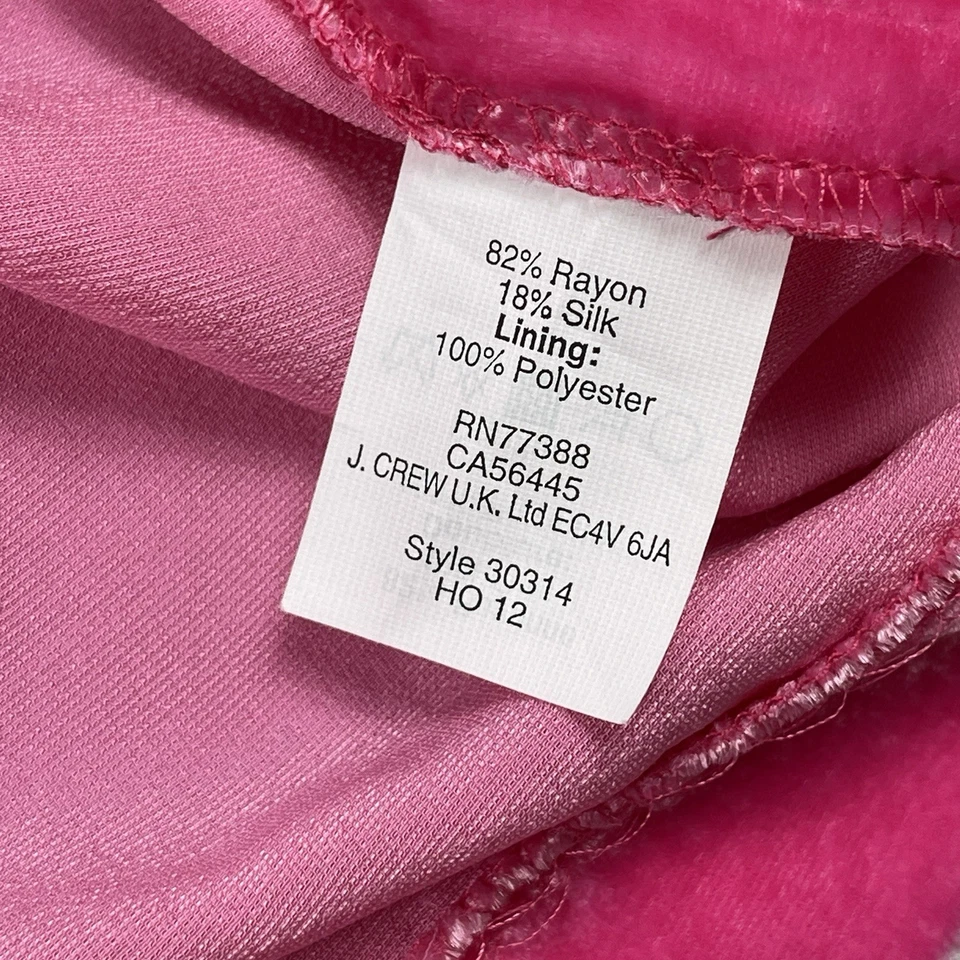 82% Rayon
18% Silk
Lining:
100% Polyester
RN77388
CA56445
J. CREW U.K. Ltd EC4V 6JA
Style 30314
HO 12